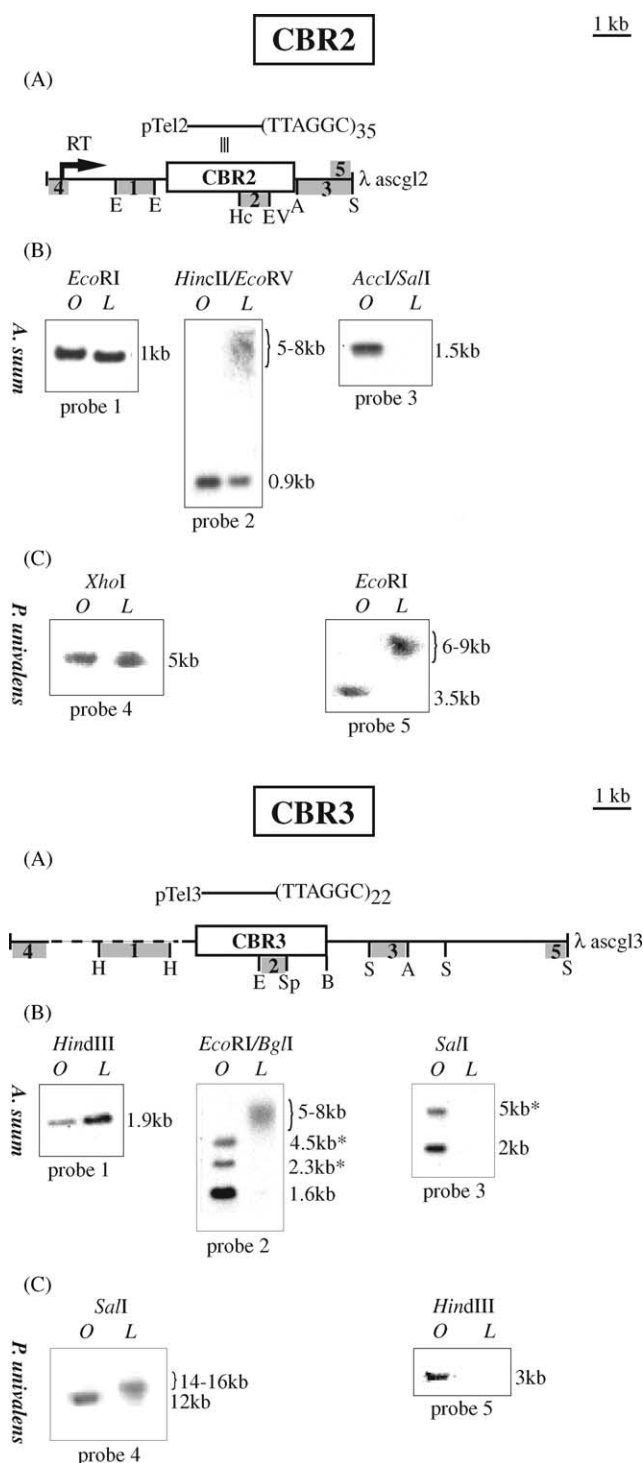 CBR2
1 kb
(A)
pTel2 (TTAGGC)35
RT
4 1 CBR2 2 3 5 λ ascgl2
E E Hc EV A S
(B)
A. suum
EcoRI HincII/EcoRV AccI/SalI
O L O L O L
1kb 5-8kb 1.5kb
probe 1 probe 3
0.9kb
probe 2
(C)
P. univalens
XhoI EcoRI
O L O L
5kb 6-9kb
3.5kb
probe 4 probe 5
CBR3
1 kb
(A)
pTel3 (TTAGGC)22
4 1 CBR3 2 3 5 λ ascgl3
H H E Sp B S A S S
(B)
A. suum
HindIII EcoRI/BglI SalI
O L O L O L
1.9kb 5-8kb 5kb*
4.5kb*
2.3kb* 2kb
1.6kb
probe 1 probe 2 probe 3
(C)
P. univalens
SalI HindIII
O L O L
14-16kb 3kb
12kb
probe 4 probe 5